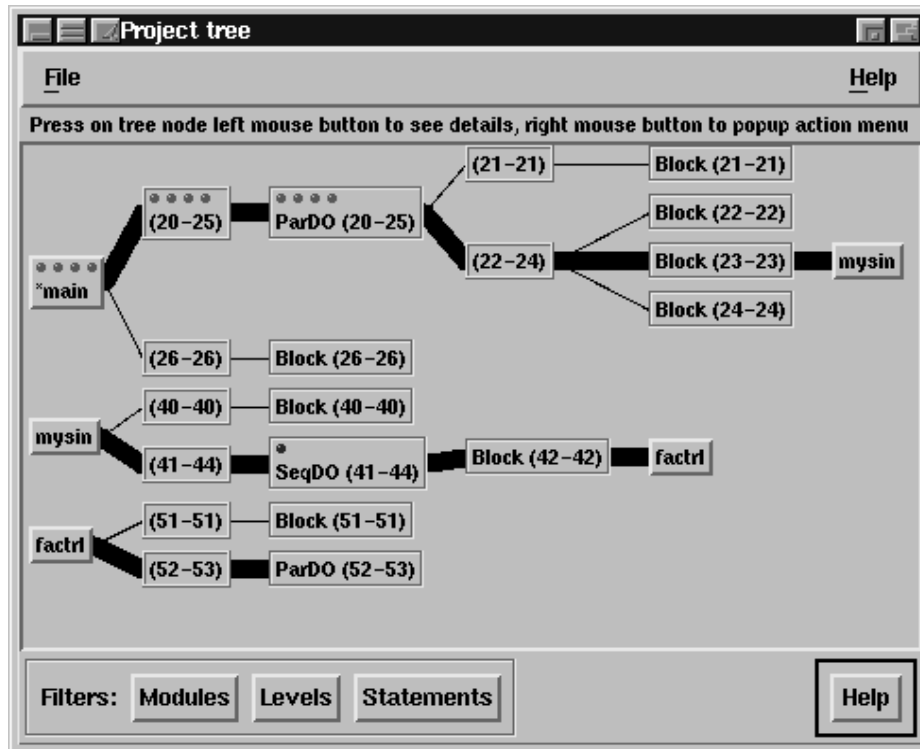 Project tree
File
Help
Press on tree node left mouse button to see details, right mouse button to popup action menu
(21-21)
Block (21-21)
(20-25)
ParDO (20-25)
Block (22-22)
(22-24)
Block (23-23)
mysin
*main
Block (24-24)
(26-26)
Block (26-26)
(40-40)
Block (40-40)
mysin
(41-44)
SeqDO (41-44)
Block (42-42)
factrl
(51-51)
Block (51-51)
factrl
(52-53)
ParDO (52-53)
Filters:
Modules
Levels
Statements
Help